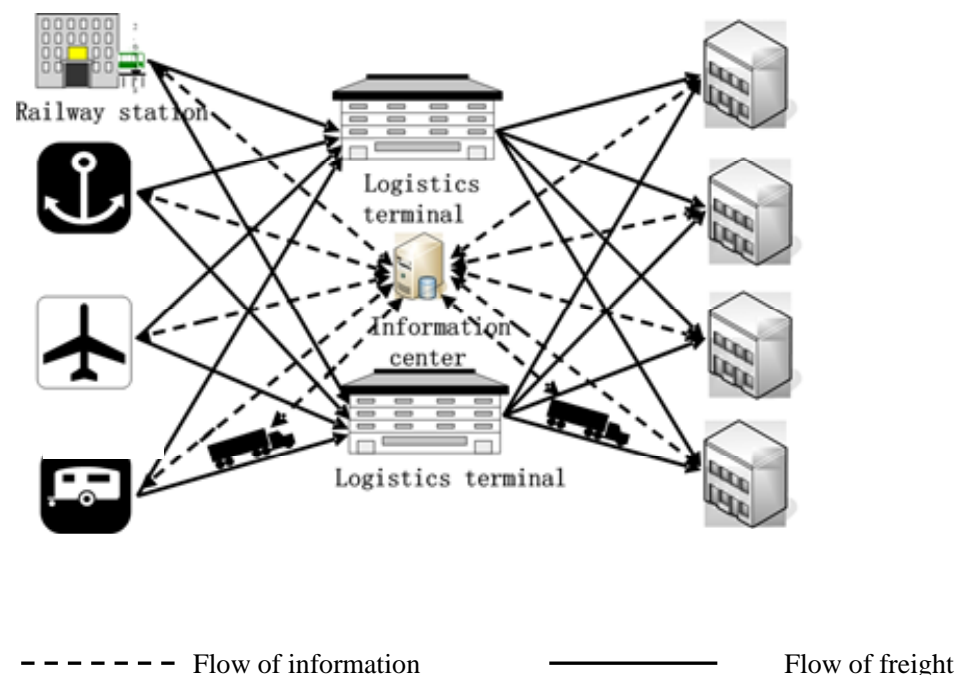 Railway station
Logistics
terminal
Information
center
Logistics terminal
Flow of information
Flow of freight